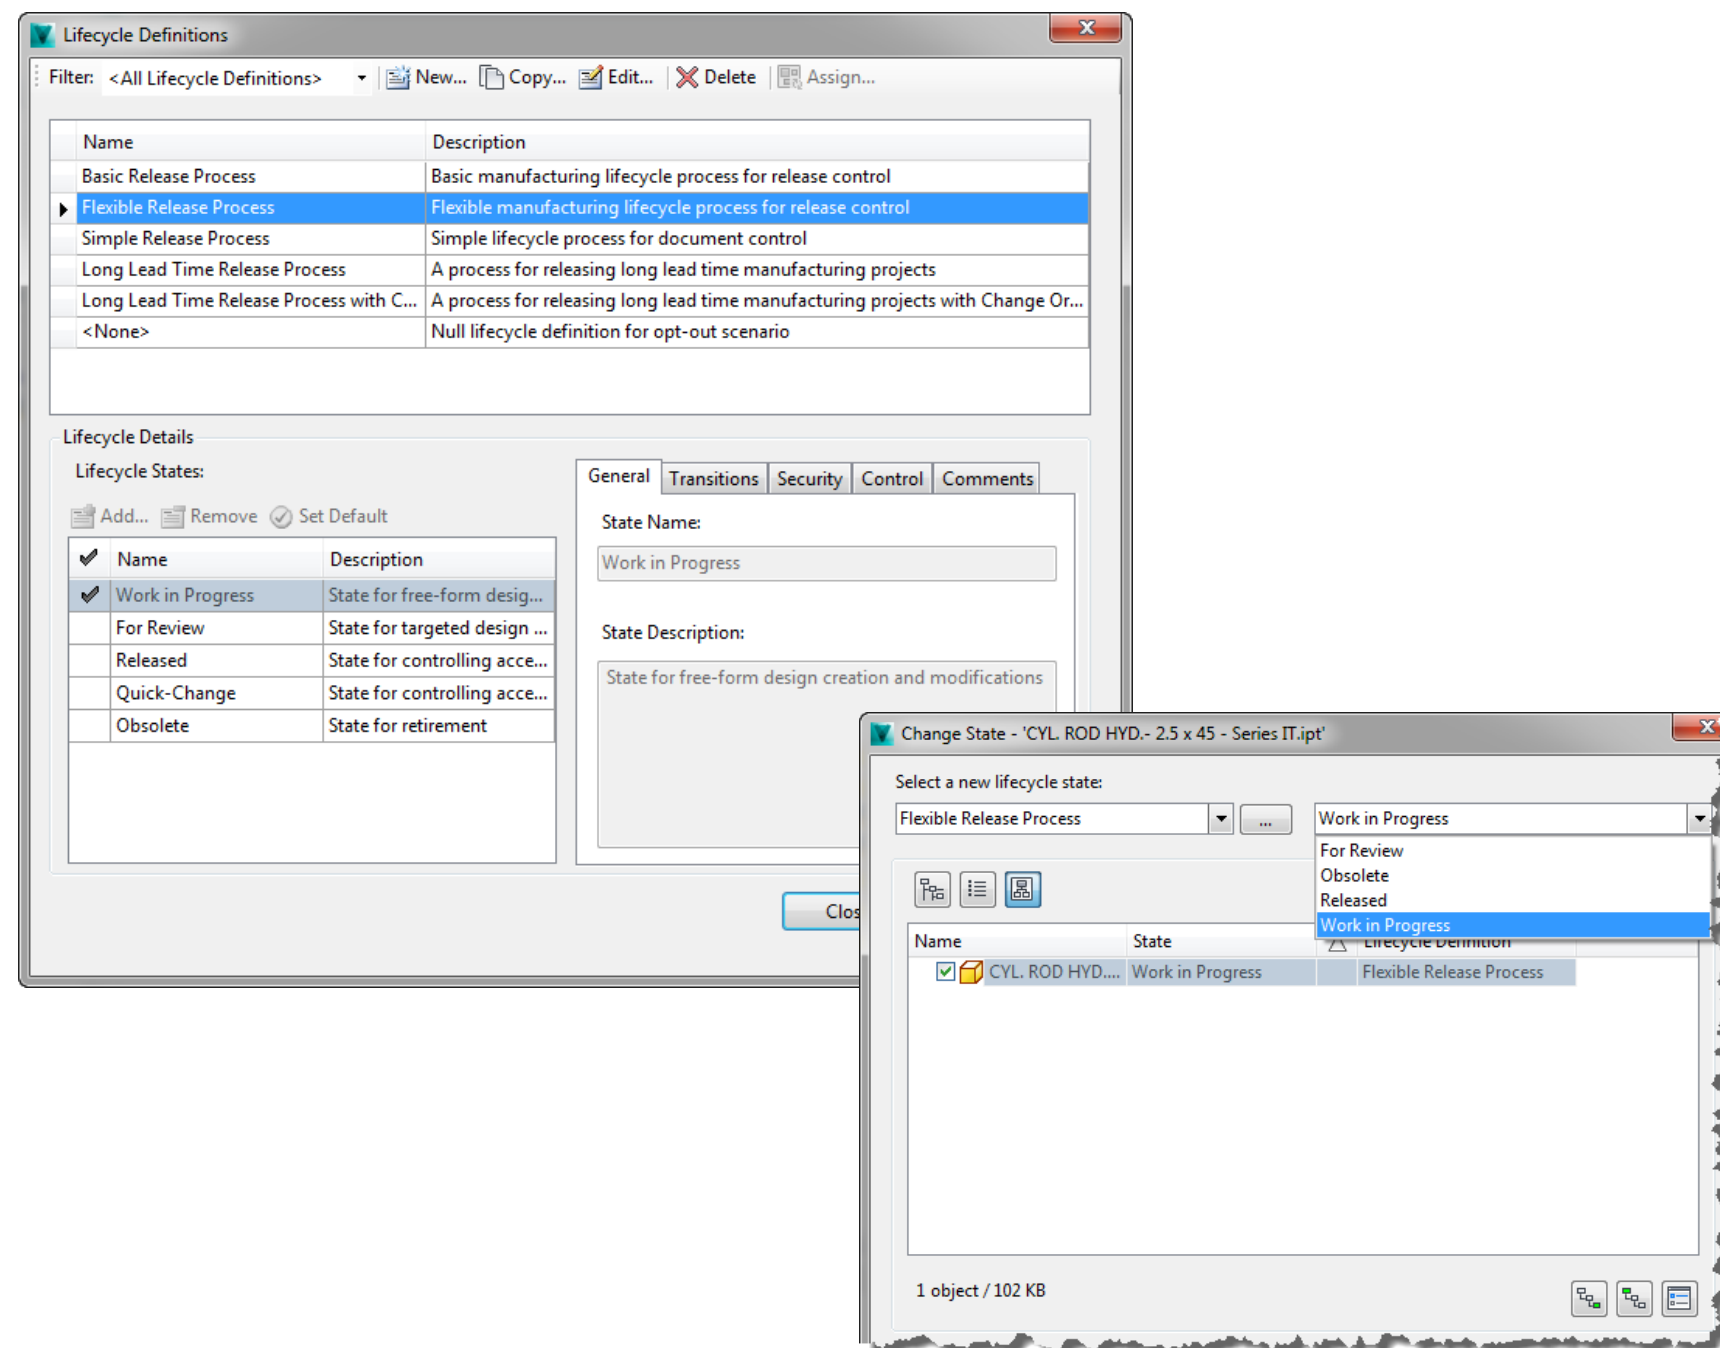 Lifecycle Definitions
Filter: <All Lifecycle Definitions> New... Copy... Edit... Delete Assign...
Name Description
Basic Release Process Basic manufacturing lifecycle process for release control
Flexible Release Process Flexible manufacturing lifecycle process for release control
Simple Release Process Simple lifecycle process for document control
Long Lead Time Release Process A process for releasing long lead time manufacturing projects
Long Lead Time Release Process with C... A process for releasing long lead time manufacturing projects with Change Or...
<None> Null lifecycle definition for opt-out scenario
Lifecycle Details
Lifecycle States:
Add... Remove Set Default
Name Description
Work in Progress State for free-form desig...
For Review State for targeted design ...
Released State for controlling acce...
Quick-Change State for controlling acce...
Obsolete State for retirement
General Transitions Security Control Comments
State Name:
Work in Progress
State Description:
State for free-form design creation and modifications
Clos
Change State - 'CYL. ROD HYD.- 2.5 x 45 - Series IT.ipt'
Select a new lifecycle state:
Flexible Release Process ... Work in Progress
For Review
Obsolete
Released
Work in Progress
Name State Lifecycle Definition
CYL. ROD HYD.... Work in Progress Flexible Release Process
1 object / 102 KB